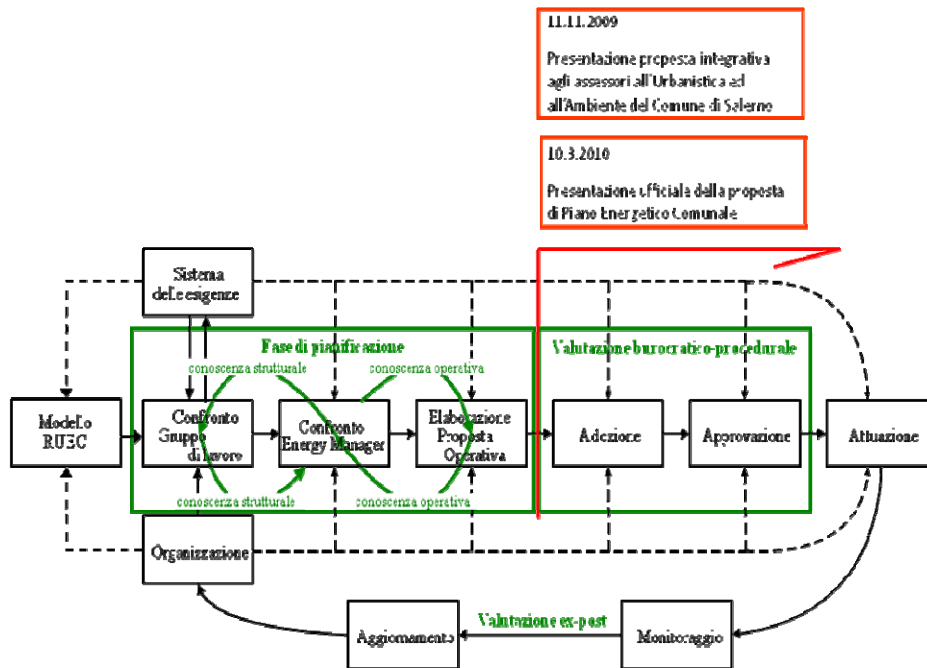 11.11.2009
Presentazione proposta integrativa
agli assessori all'Urbanistica ed
all'Ambiente del Comune di Salerno
10.3.2010
Presentazione ufficiale della proposta
di Piano Energetico Comunale
Sistema
delle esigenze
Fase di pianificazione
Valutazione burocratico-procedurale
conoscenza strutturale
conoscenza operativa
Modello
RUEC
Confronto
Gruppo
di lavoro
Confronto
Energy Manager
Elaborazione
Proposta
Operativa
Adozione
Approvazione
Attuazione
conoscenza strutturale
conoscenza operativa
Organizzazione
Aggiornamento
Valutazione ex-post
Monitoraggio